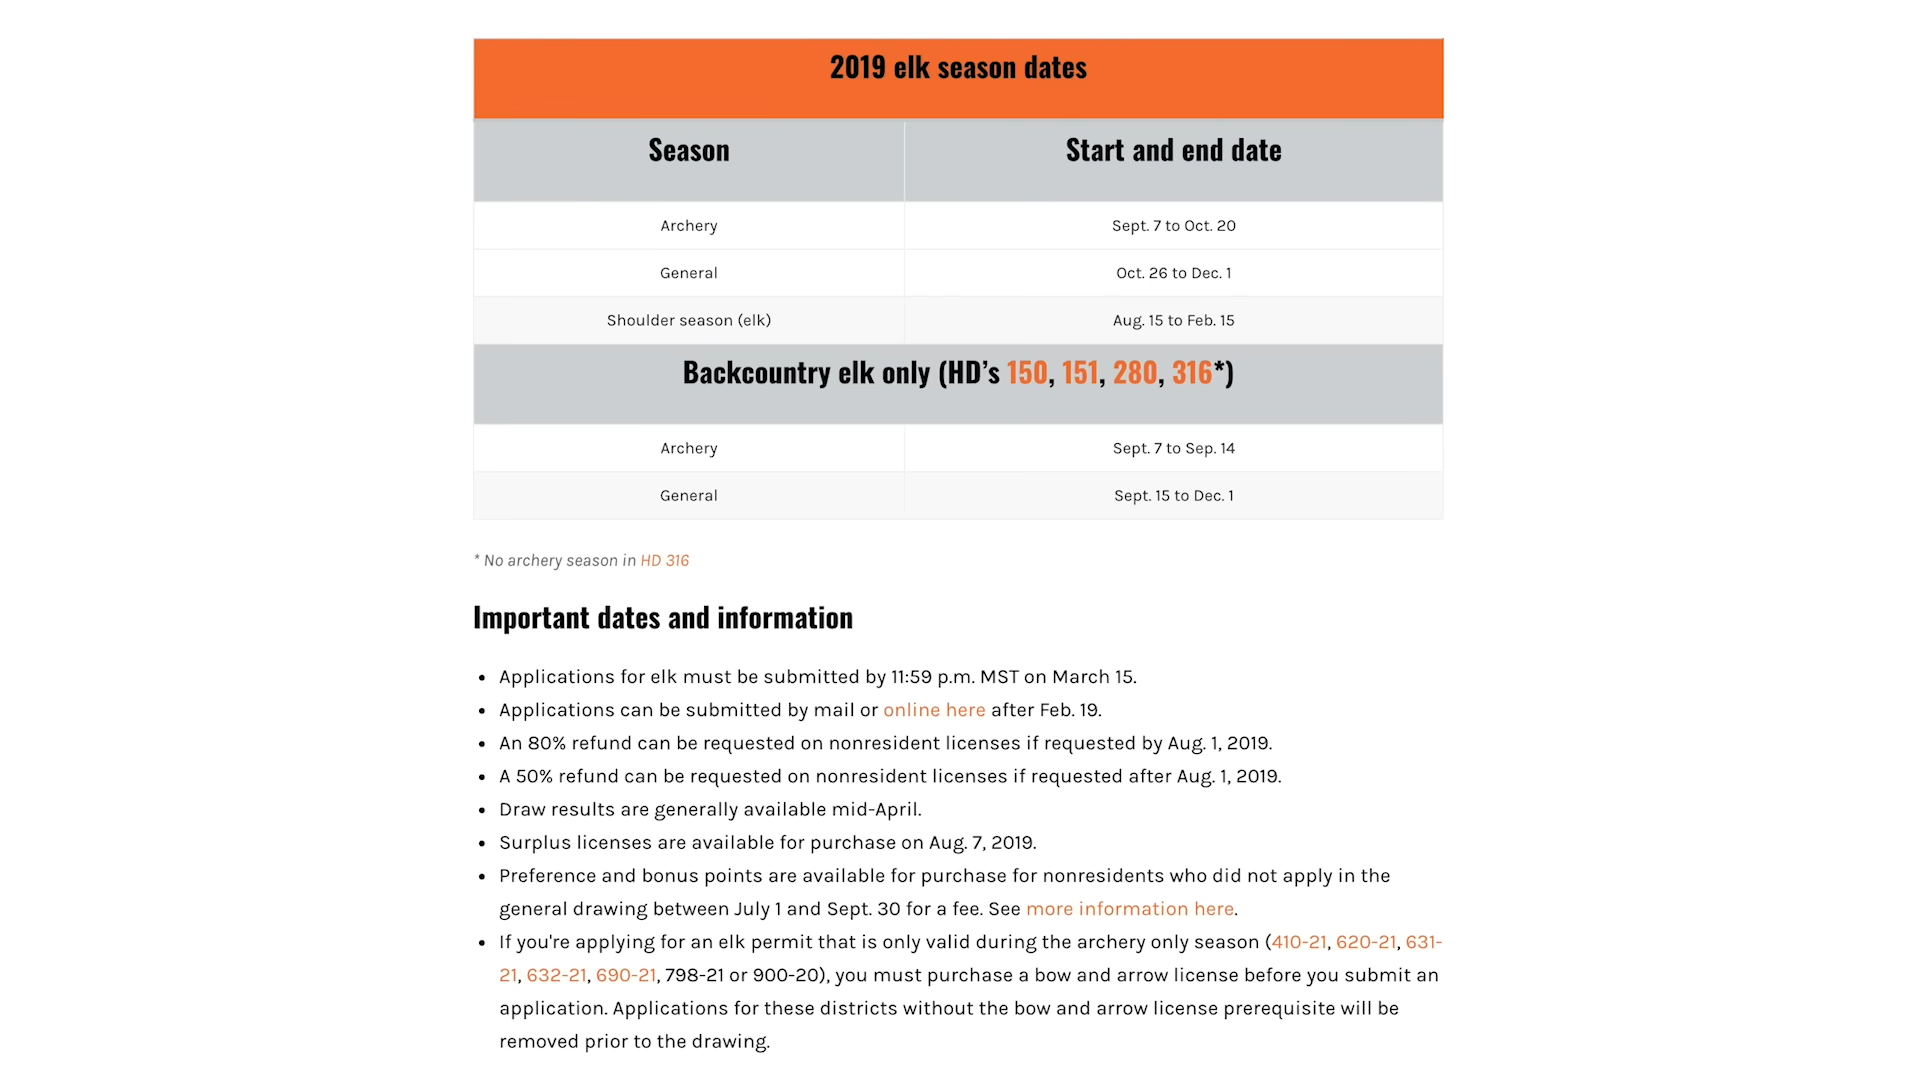 2019 elk season dates
Season Start and end date
Archery Sept. 7 to Oct. 20
General Oct. 26 to Dec. 1
Shoulder season (elk) Aug. 15 to Feb. 15
Backcountry elk only (HD’s 150, 151, 280, 316*)
Archery Sept. 7 to Sep. 14
General Sept. 15 to Dec. 1
* No archery season in HD 316
Important dates and information
• Applications for elk must be submitted by 11:59 p.m. MST on March 15.
• Applications can be submitted by mail or online here after Feb. 19.
• An 80% refund can be requested on nonresident licenses if requested by Aug. 1, 2019.
• A 50% refund can be requested on nonresident licenses if requested after Aug. 1, 2019.
• Draw results are generally available mid-April.
• Surplus licenses are available for purchase on Aug. 7, 2019.
• Preference and bonus points are available for purchase for nonresidents who did not apply in the
general drawing between July 1 and Sept. 30 for a fee. See more information here.
• If you're applying for an elk permit that is only valid during the archery only season (410-21, 620-21, 631-
21, 632-21, 690-21, 798-21 or 900-20), you must purchase a bow and arrow license before you submit an
application. Applications for these districts without the bow and arrow license prerequisite will be
removed prior to the drawing.